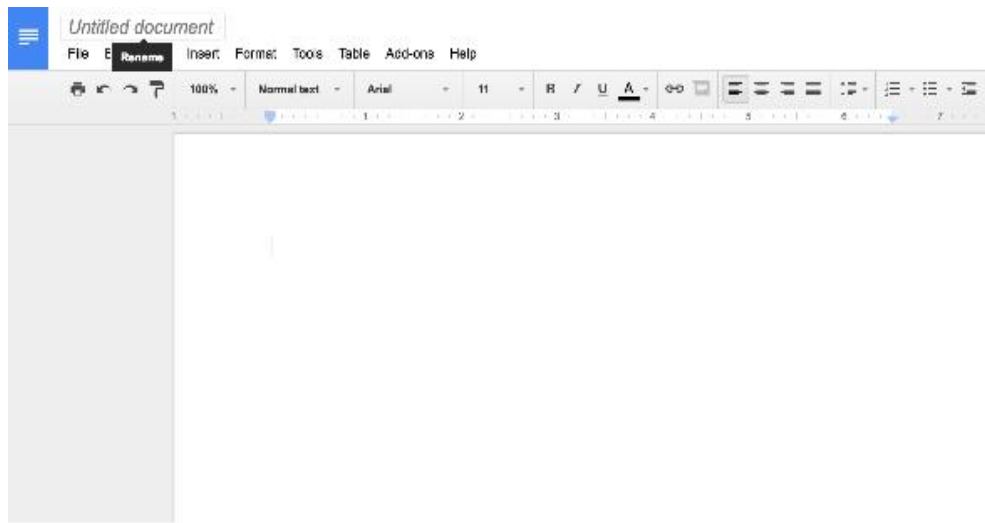 Untitled document
File E Rename Insert Format Tools Table Add-ons Help
100% Normal text Arial 11 B I U A
1 1 2 3 4 5 6 7